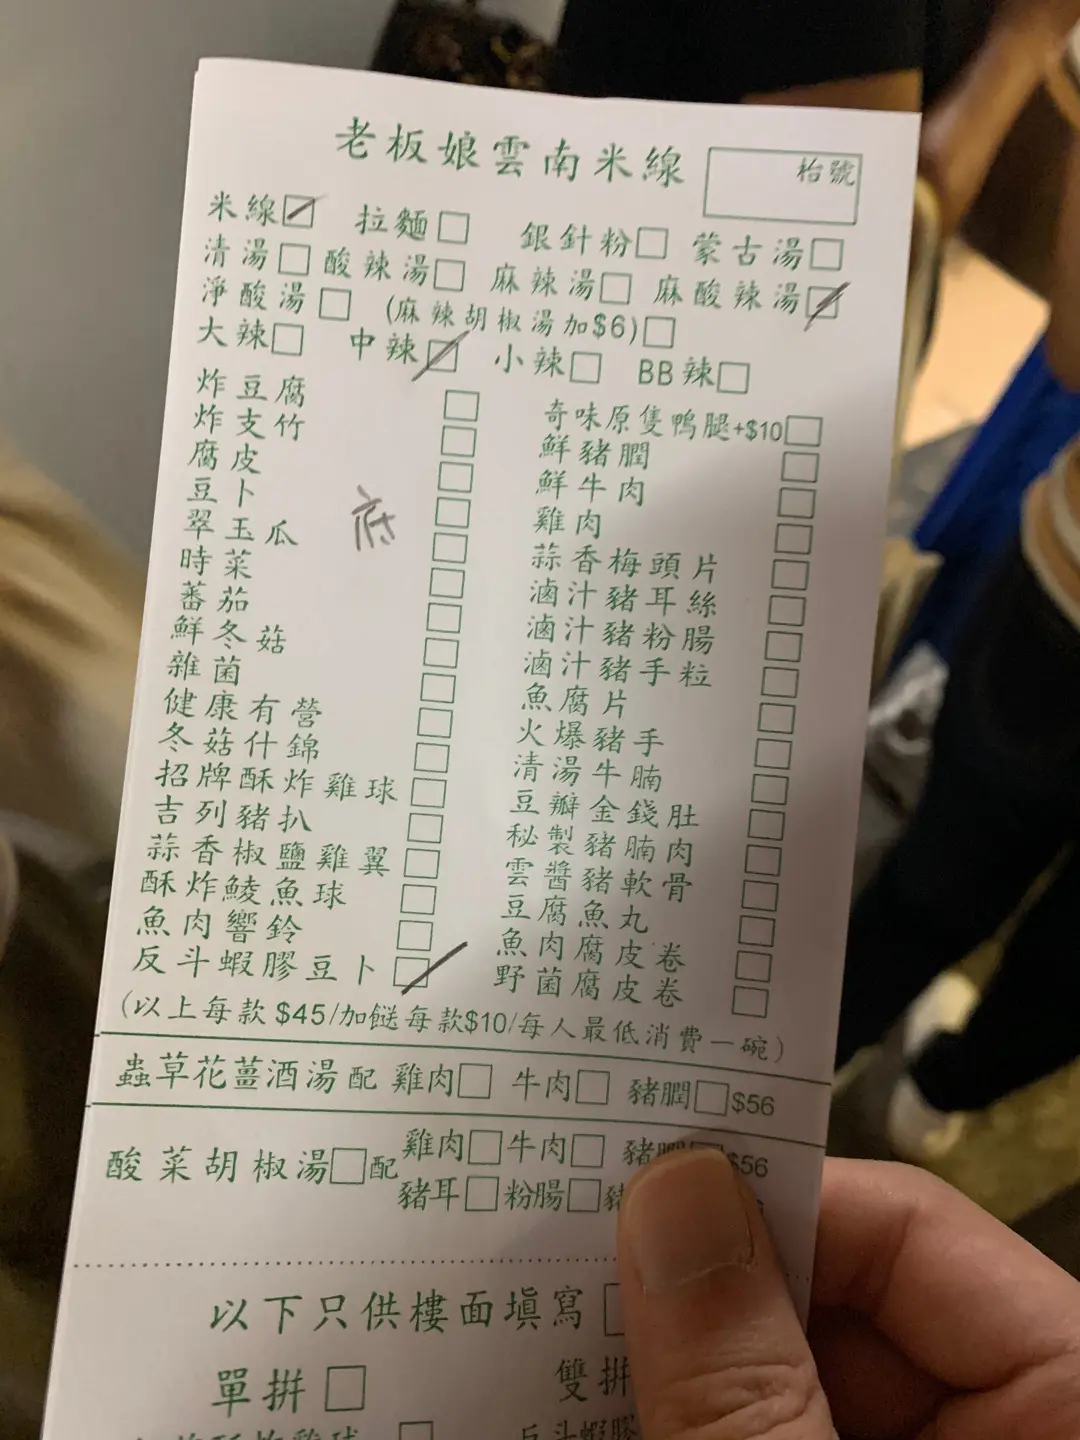 老板娘雲南米線
枱號
米線 拉麵 銀針粉 蒙古湯
清湯 酸辣湯 麻辣湯 麻酸辣湯
淨酸湯 (麻辣胡椒湯加$6)
大辣 中辣 小辣 BB辣
炸豆腐
炸支竹
腐皮
豆卜
翠玉瓜
時菜
蕃茄
鮮冬菇
雜菌
健康有營
冬菇什錦
招牌酥炸雞球
吉列豬扒
蒜香椒鹽雞翼
酥炸鯪魚球
魚肉響鈴
反斗蝦膠豆卜
奇味原隻鴨腿+$10
鮮豬膶
鮮牛肉
雞肉
蒜香梅頭片
滷汁豬耳絲
滷汁豬粉腸
滷汁豬手粒
魚腐片
火爆豬手
清湯牛腩
豆瓣金錢肚
秘製豬腩肉
雲醬豬軟骨
豆腐魚丸
魚肉腐皮卷
野菌腐皮卷
(以上每款$45/加餸每款$10/每人最低消費一碗)
蟲草花薑酒湯配 雞肉 牛肉 豬膶 $56
酸菜胡椒湯 配 雞肉 牛肉 豬膶 $56
豬耳 粉腸
以下只供樓面填寫
單拼 雙拼